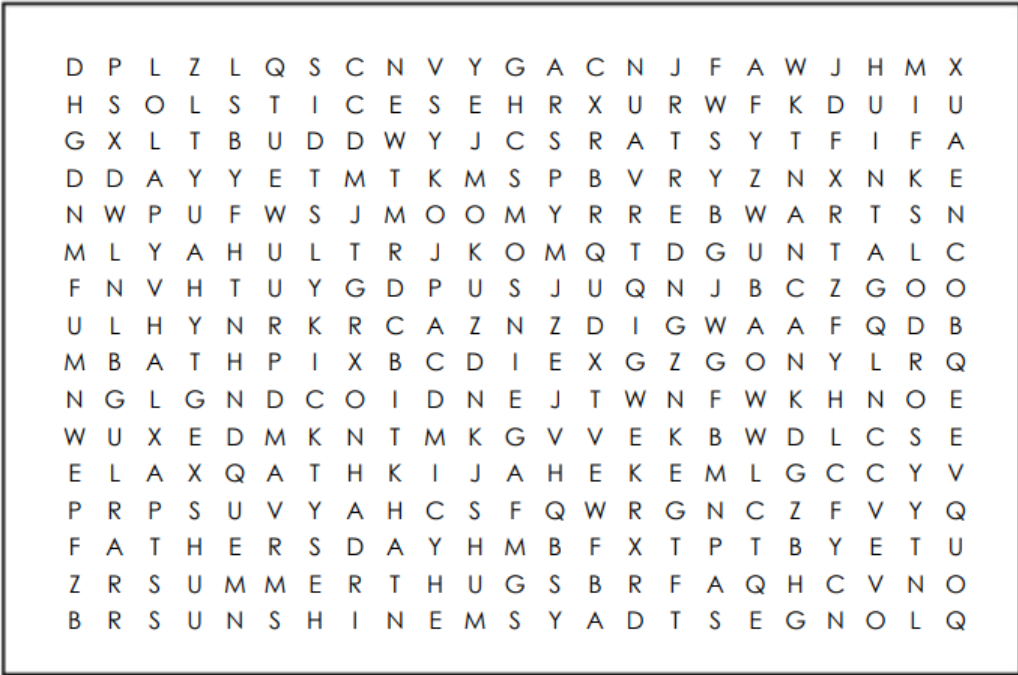 D P L Z L Q S C N V Y G A C N J F A W J H M X
H S O L S T I C E S E H R X U R W F K D U I U
G X L T B U D D W Y J C S R A T S Y T F I F A
D D A Y Y E T M T K M S P B V R Y Z N X N K E
N W P U F W S J M O O M Y R R E B W A R T S N
M L Y A H U L T R J K O M Q T D G U N T A L C
F N V H T U Y G D P U S J U Q N J B C Z G O O
U L H Y N R K R C A Z N Z D I G W A A F Q D B
M B A T H P I X B C D I E X G Z G O N Y L R Q
N G L G N D C O I D N E J T W N F W K H N O E
W U X E D M K N T M K G V V E K B W D L C S E
E L A X Q A T H K I J A H E K E M L G C C Y V
P R P S U V Y A H C S F Q W R G N C Z F V Y Q
F A T H E R S D A Y H M B F X T P T B Y E T U
Z R S U M M E R T H U G S B R F A Q H C V N O
B R S U N S H I N E M S Y A D T S E G N O L Q